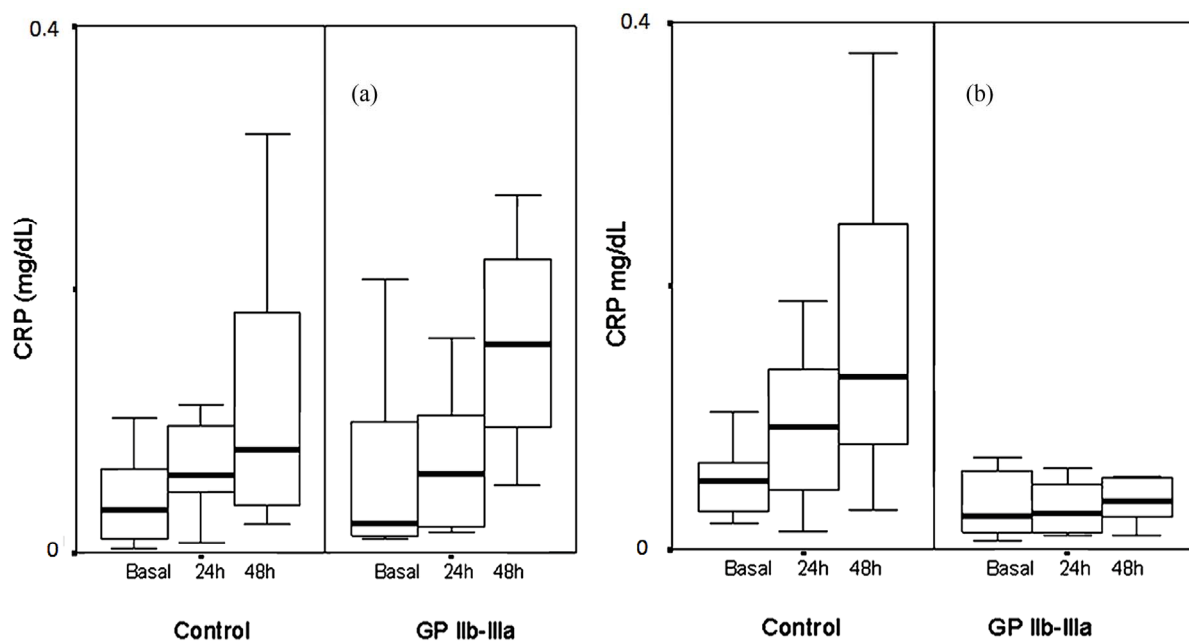 0.4
(a)
CRP (mg/dL)
0
Basal 24h 48h Basal 24h 48h
Control GP IIb-IIIa
0.4
(b)
CRP mg/dL
0
Basal 24h 48h Basal 24h 48h
Control GP IIb-IIIa